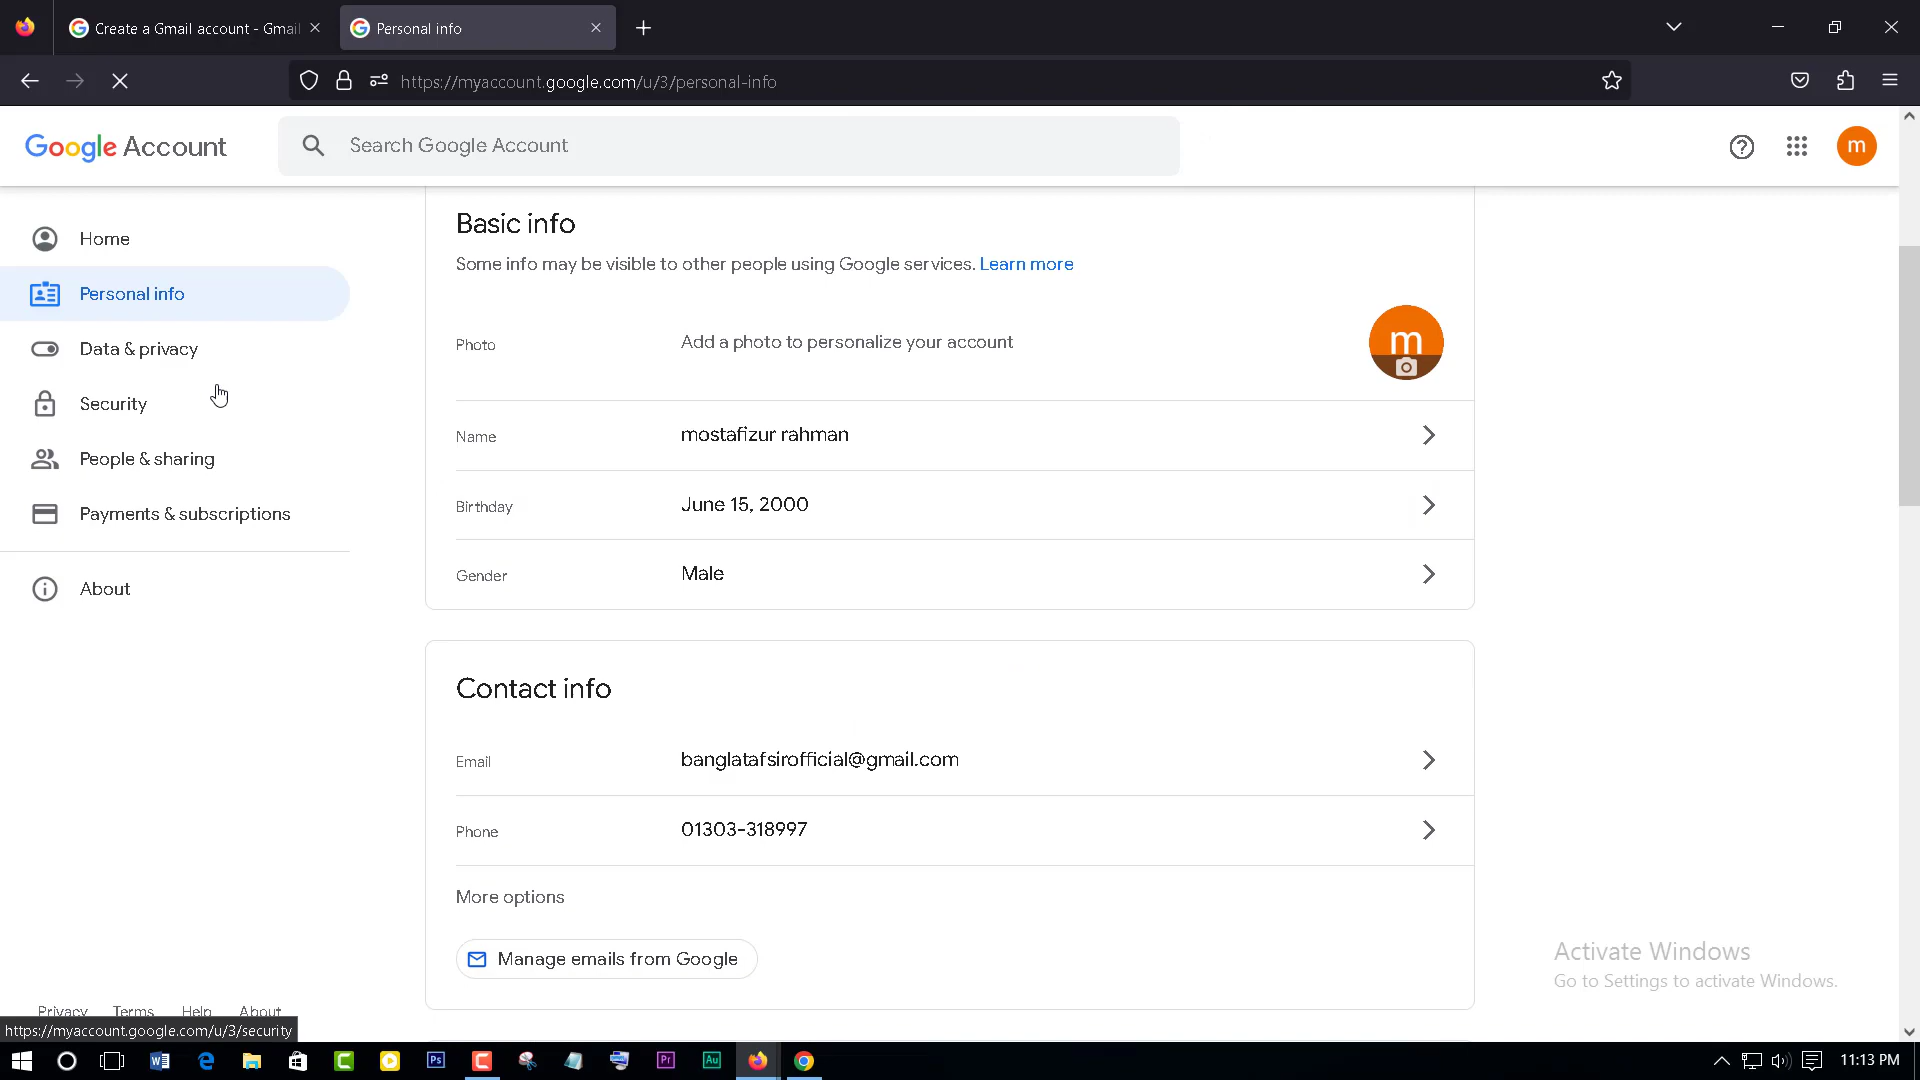 Create a Gmail account - Gmail
Personal info
https://myaccount.google.com/u/3/personal-info
Google Account
Search Google Account
m
Home
Personal info
Data & privacy
Security
People & sharing
Payments & subscriptions
About
Basic info
Some info may be visible to other people using Google services. Learn more
Photo
Add a photo to personalize your account
m
Name
mostafizur rahman
Birthday
June 15, 2000
Gender
Male
Contact info
Email
banglatafsirofficial@gmail.com
Phone
01303-318997
More options
Manage emails from Google
Activate Windows
Go to Settings to activate Windows.
Privacy Terms Help About
https://myaccount.google.com/u/3/security
Ps
Pr
Au
11:13 PM